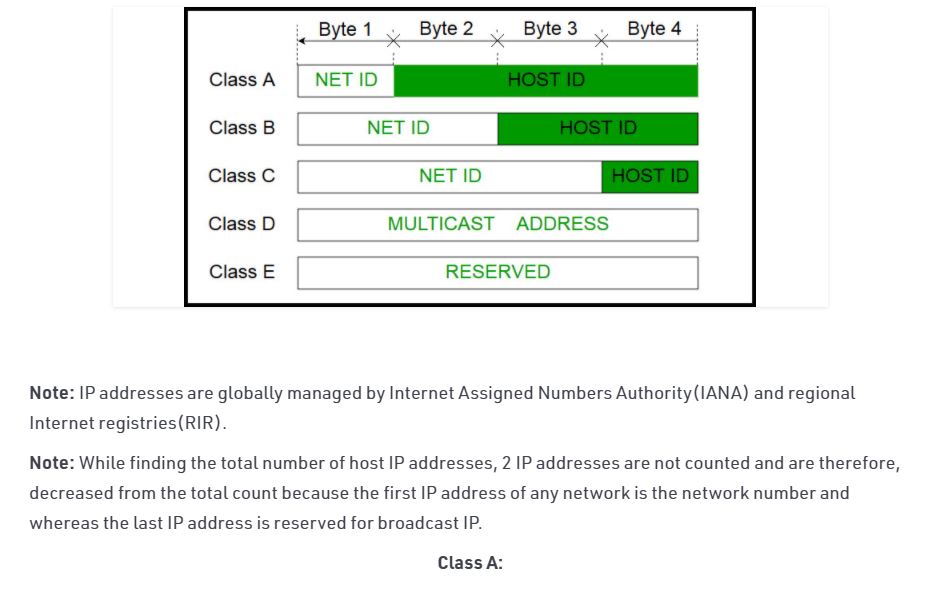 Byte 1 Byte 2 Byte 3 Byte 4
Class A NET ID HOST ID
Class B NET ID HOST ID
Class C NET ID HOST ID
Class D MULTICAST ADDRESS
Class E RESERVED
Note: IP addresses are globally managed by Internet Assigned Numbers Authority(IANA) and regional
Internet registries(RIR).
Note: While finding the total number of host IP addresses, 2 IP addresses are not counted and are therefore,
decreased from the total count because the first IP address of any network is the network number and
whereas the last IP address is reserved for broadcast IP.
Class A: